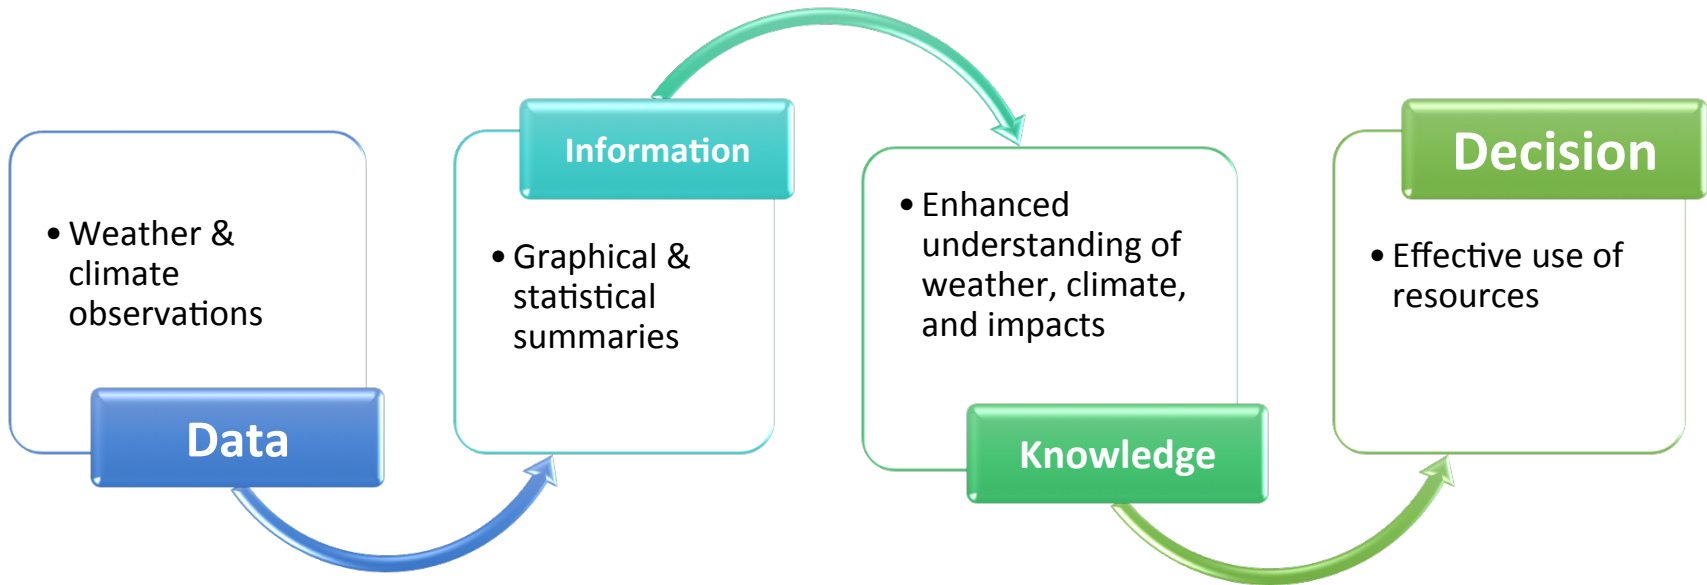 • Weather &
climate
observations
Data
Information
• Graphical &
statistical
summaries
• Enhanced
understanding of
weather, climate,
and impacts
Knowledge
Decision
• Effective use of
resources